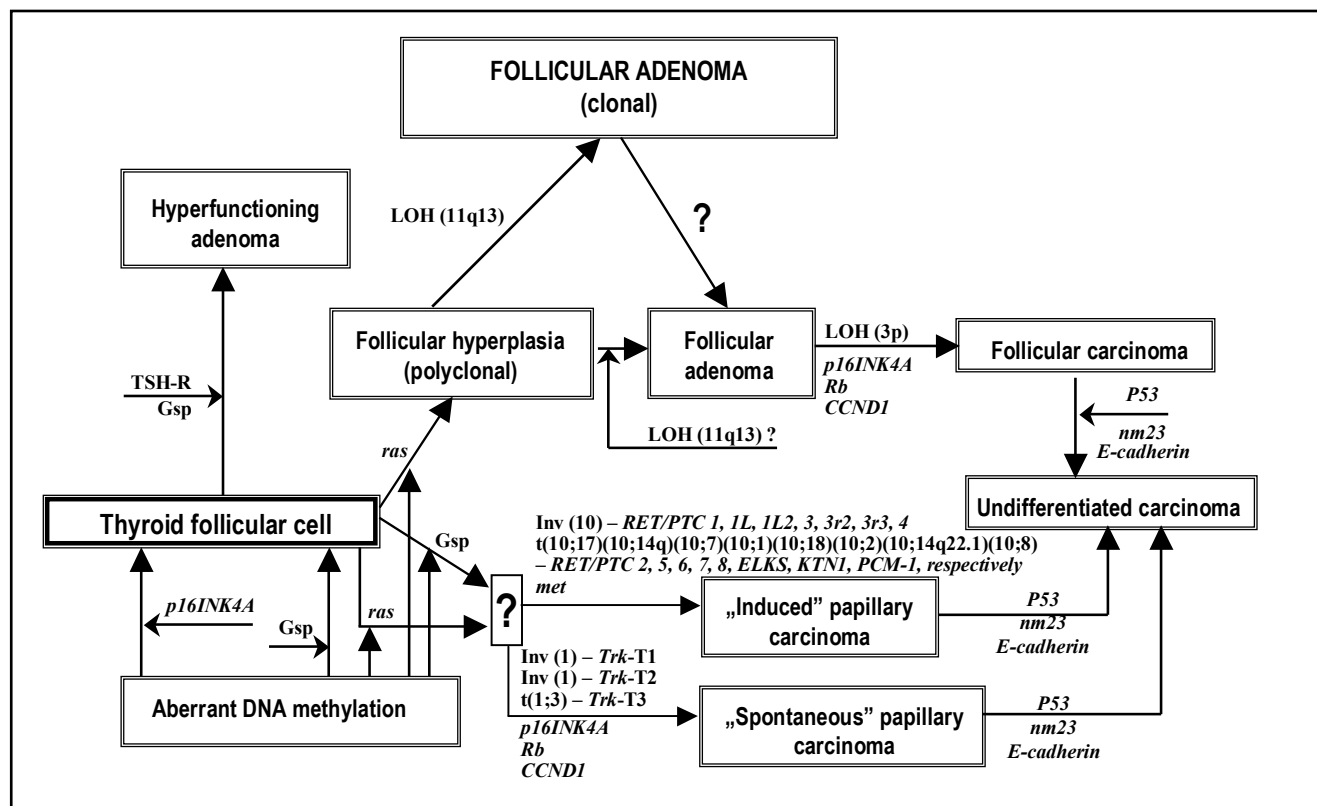 FOLLICULAR ADENOMA
(clonal)
Hyperfunctioning
adenoma
LOH (11q13)
?
Follicular hyperplasia
(polyclonal)
Follicular
adenoma
LOH (3p)
p16INK4A
Rb
CCND1
Follicular carcinoma
TSH-R
Gsp
LOH (11q13) ?
P53
nm23
E-cadherin
ras
Thyroid follicular cell
Undifferentiated carcinoma
Gsp
Inv (10) – RET/PTC 1, 1L, 1L2, 3, 3r2, 3r3, 4
t(10;17)(10;14q)(10;7)(10;1)(10;18)(10;2)(10;14q22.1)(10;8)
– RET/PTC 2, 5, 6, 7, 8, ELKS, KTN1, PCM-1, respectively
met
p16INK4A
Gsp
ras
?
„Induced” papillary
carcinoma
P53
nm23
E-cadherin
Inv (1) – Trk-T1
Inv (1) – Trk-T2
t(1;3) – Trk-T3
p16INK4A
Rb
CCND1
Aberrant DNA methylation
„Spontaneous” papillary
carcinoma
P53
nm23
E-cadherin